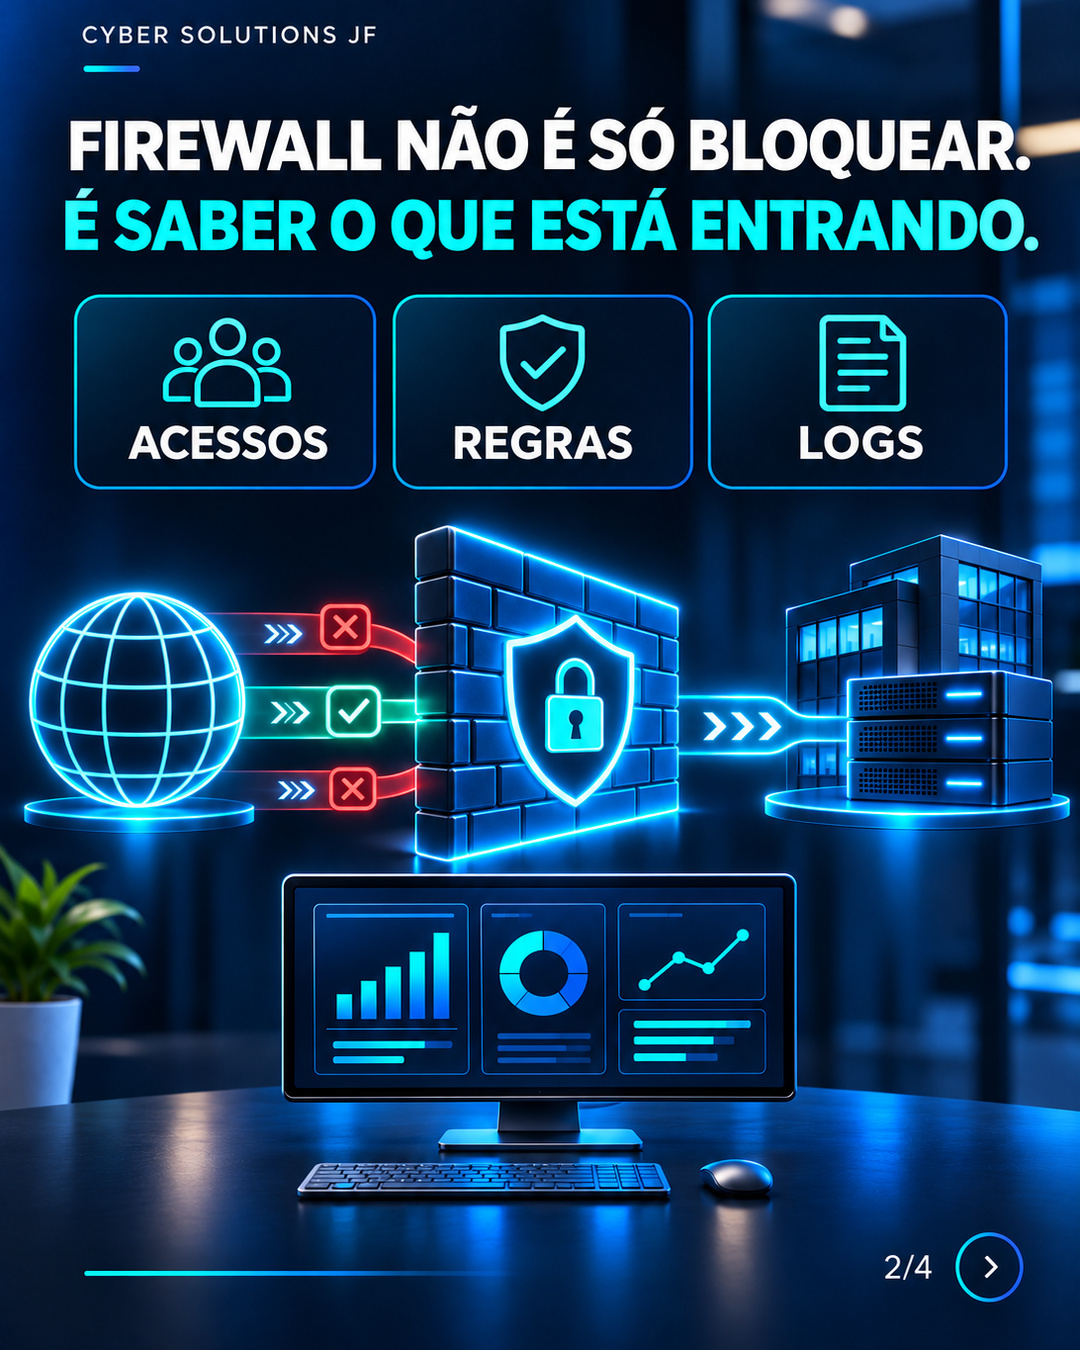 CYBER SOLUTIONS JF
FIREWALL NÃO É SÓ BLOQUEAR.
É SABER O QUE ESTÁ ENTRANDO.
ACESSOS
REGRAS
LOGS
2/4